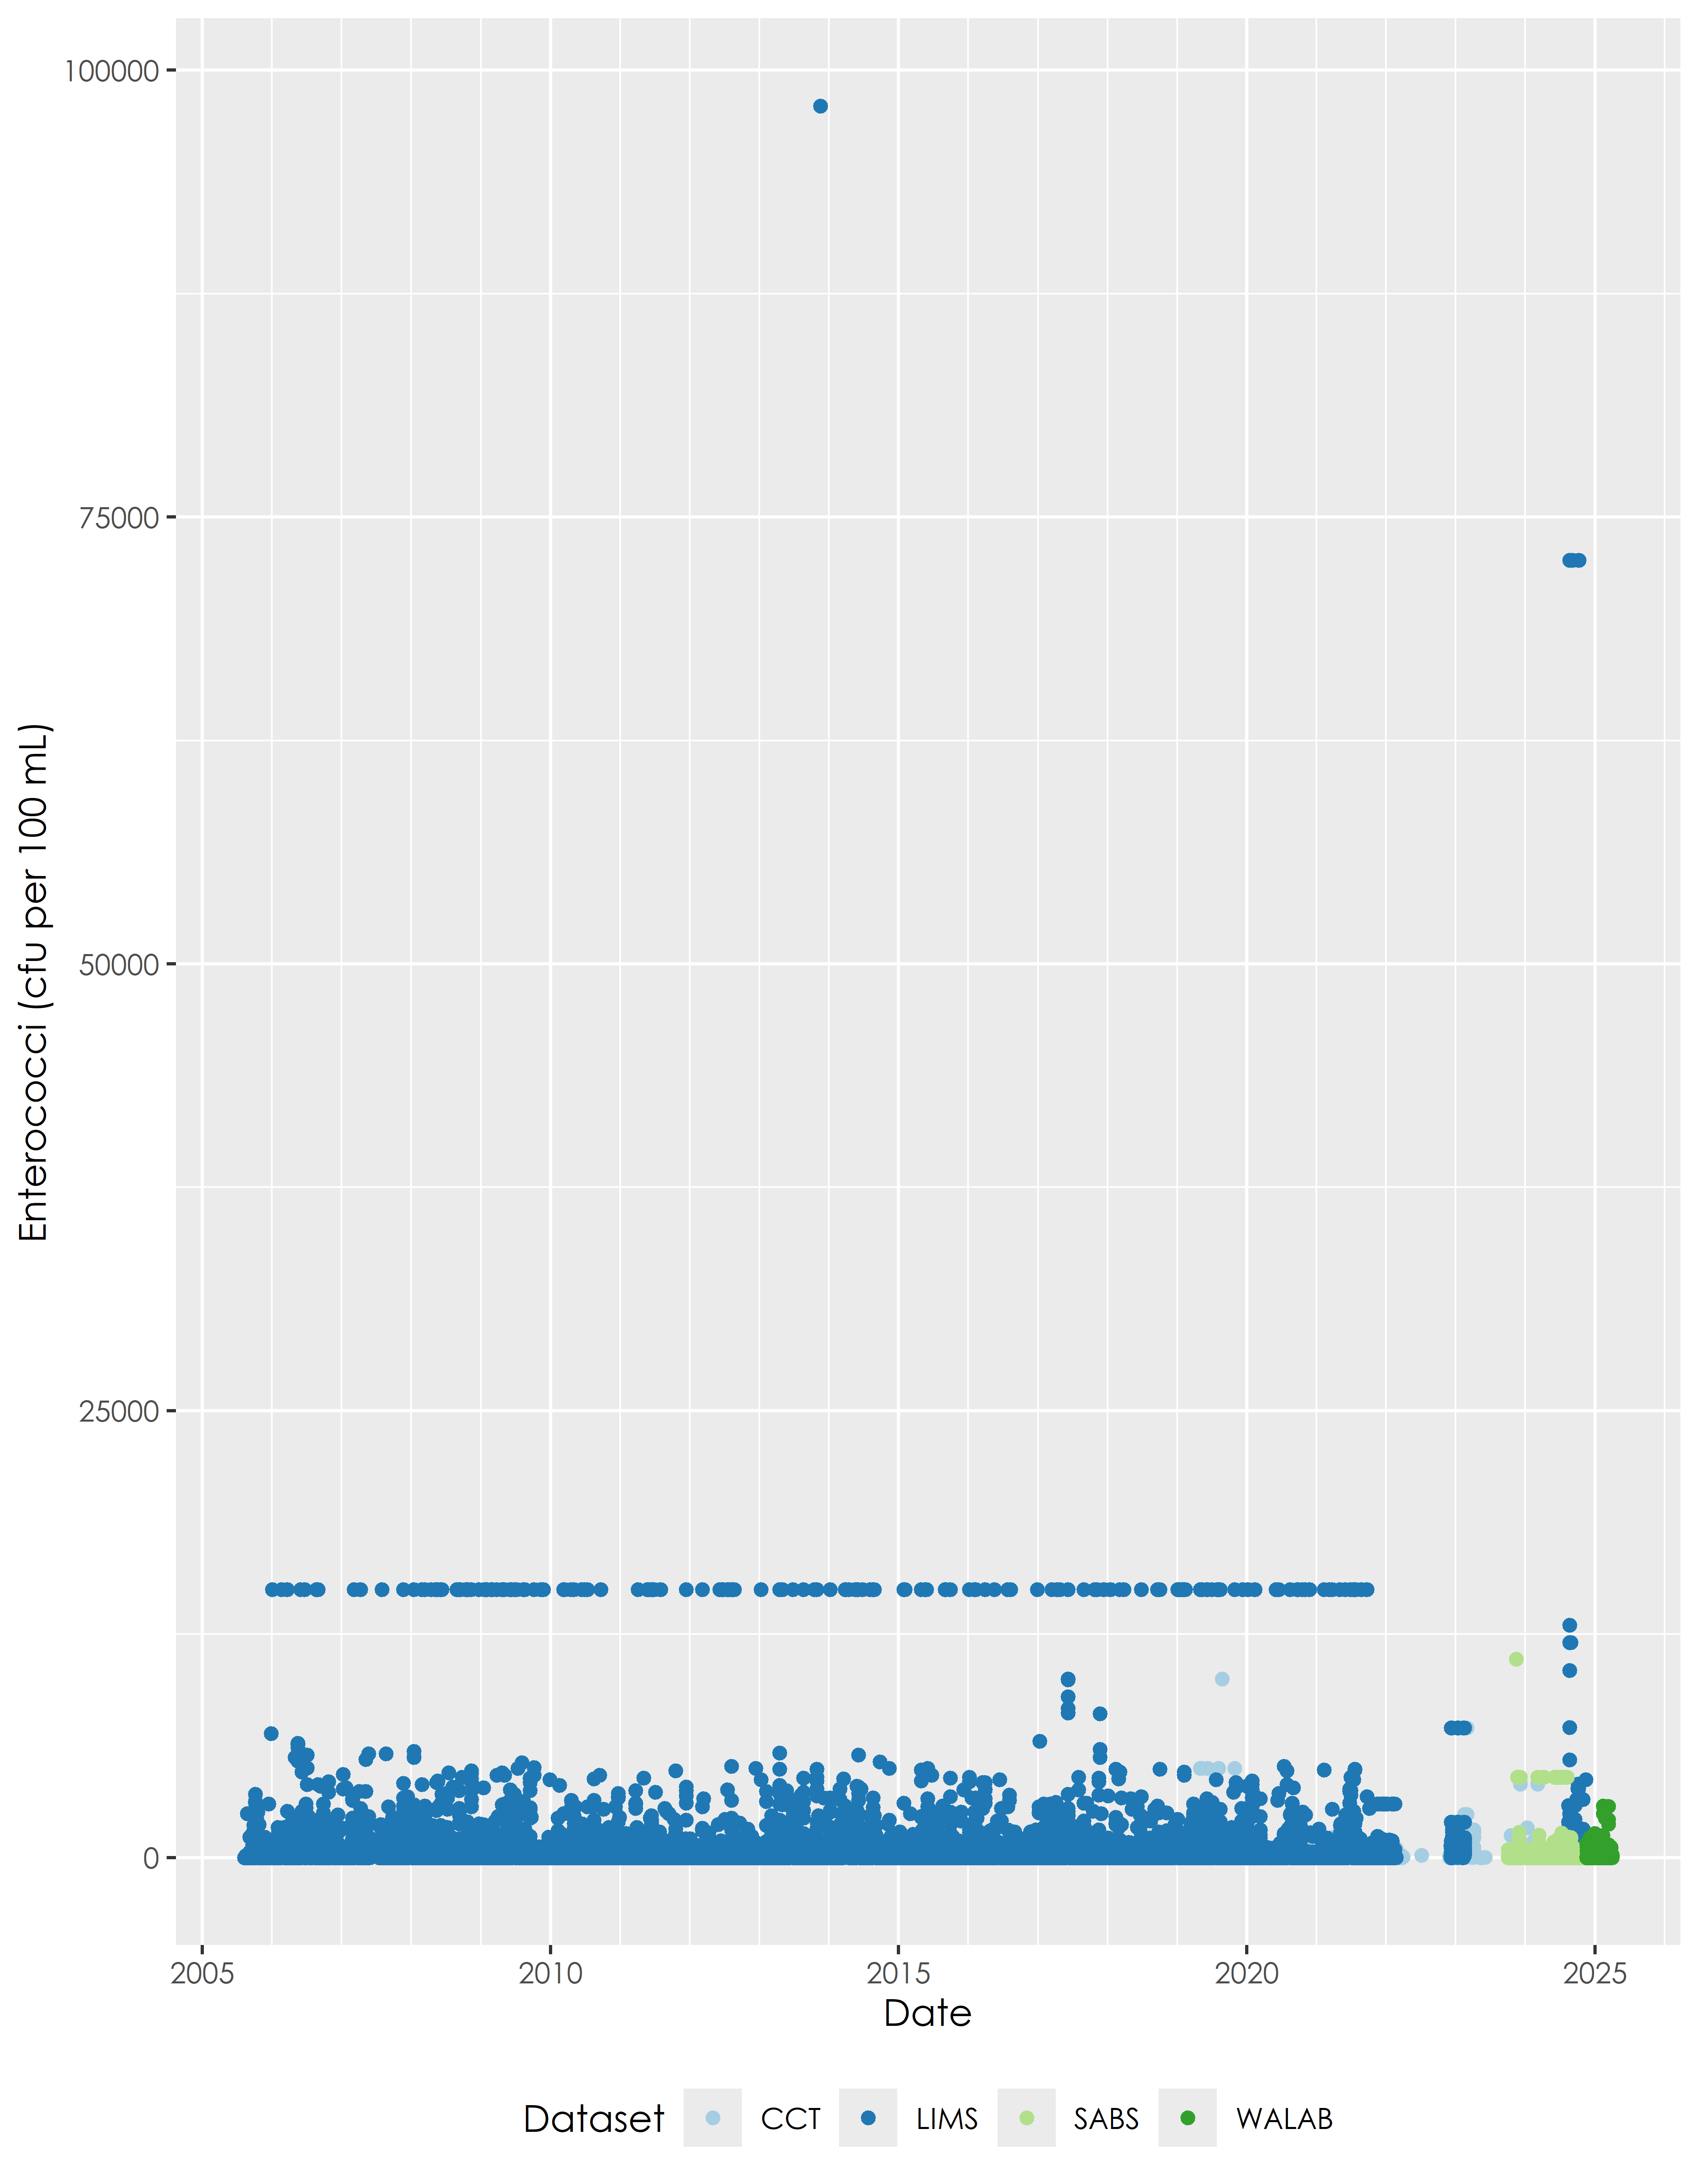 100000
75000
50000
25000
0
Enterococci (cfu per 100 mL)
2005 2010 2015 2020 2025
Date
Dataset CCT LIMS SABS WALAB